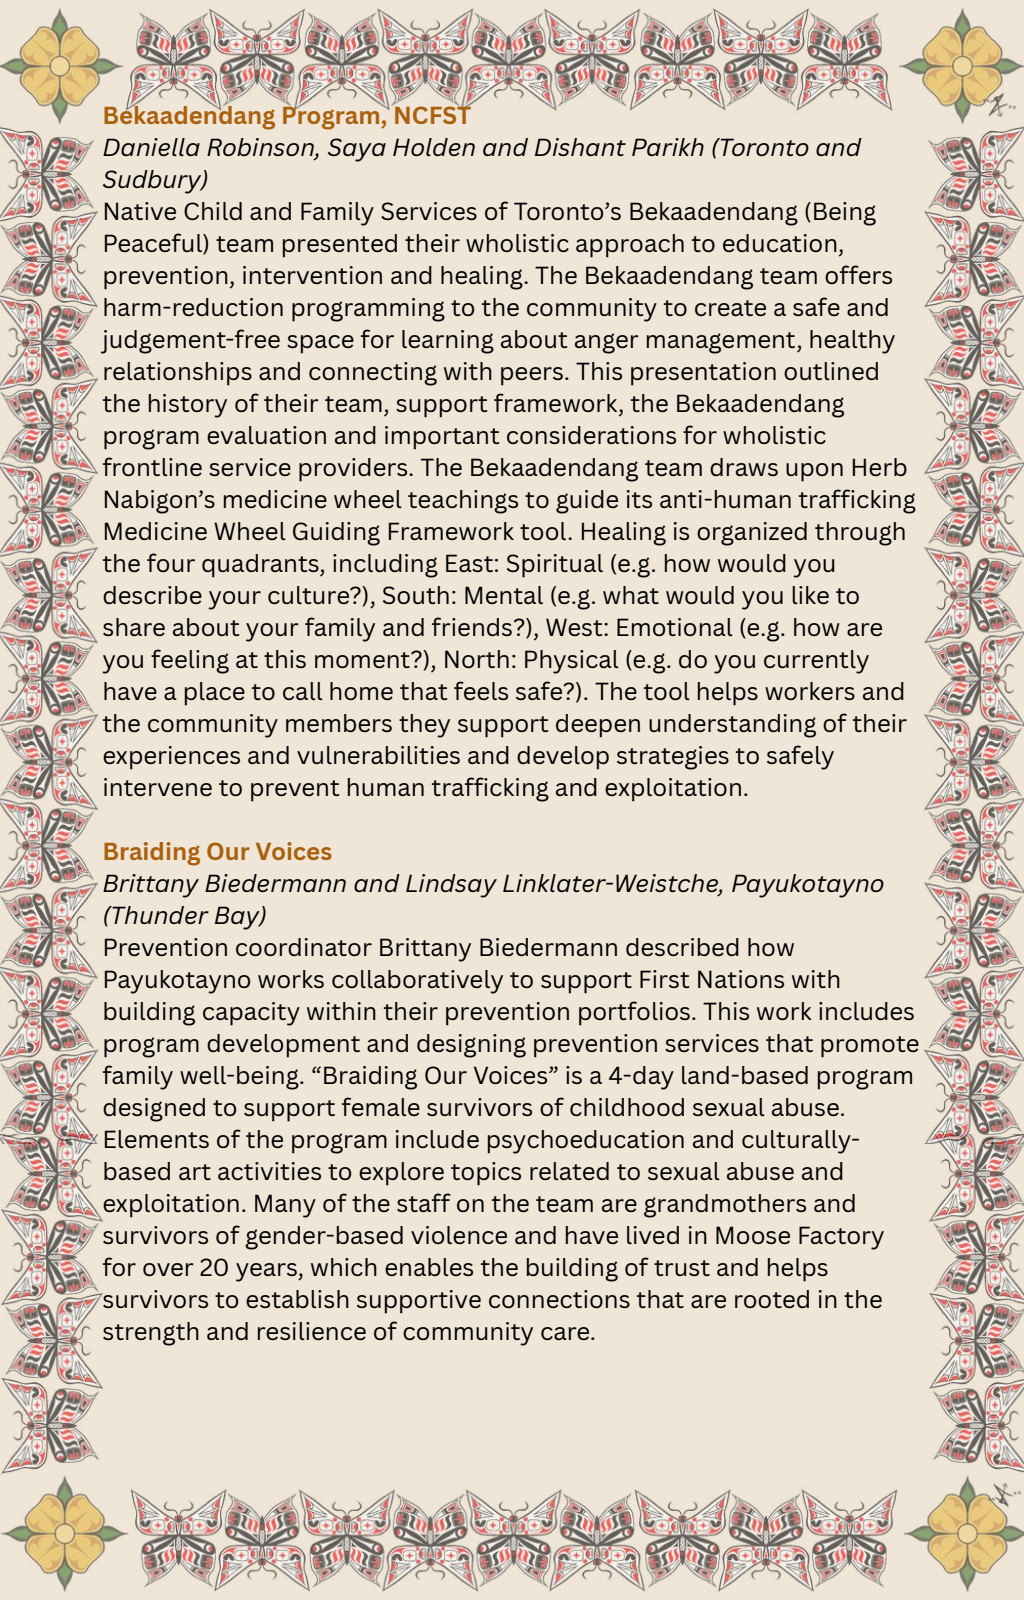 Bekaadendang Program, NCFST
Daniella Robinson, Saya Holden and Dishant Parikh (Toronto and
Sudbury)
Native Child and Family Services of Toronto’s Bekaadendang (Being
Peaceful) team presented their wholistic approach to education,
prevention, intervention and healing. The Bekaadendang team offers
harm-reduction programming to the community to create a safe and
judgement-free space for learning about anger management, healthy
relationships and connecting with peers. This presentation outlined
the history of their team, support framework, the Bekaadendang
program evaluation and important considerations for wholistic
frontline service providers. The Bekaadendang team draws upon Herb
Nabigon’s medicine wheel teachings to guide its anti-human trafficking
Medicine Wheel Guiding Framework tool. Healing is organized through
the four quadrants, including East: Spiritual (e.g. how would you
describe your culture?), South: Mental (e.g. what would you like to
share about your family and friends?), West: Emotional (e.g. how are
you feeling at this moment?), North: Physical (e.g. do you currently
have a place to call home that feels safe?). The tool helps workers and
the community members they support deepen understanding of their
experiences and vulnerabilities and develop strategies to safely
intervene to prevent human trafficking and exploitation.
Braiding Our Voices
Brittany Biedermann and Lindsay Linklater-Weistche, Payukotayno
(Thunder Bay)
Prevention coordinator Brittany Biedermann described how
Payukotayno works collaboratively to support First Nations with
building capacity within their prevention portfolios. This work includes
program development and designing prevention services that promote
family well-being. “Braiding Our Voices” is a 4-day land-based program
designed to support female survivors of childhood sexual abuse.
Elements of the program include psychoeducation and culturally-
based art activities to explore topics related to sexual abuse and
exploitation. Many of the staff on the team are grandmothers and
survivors of gender-based violence and have lived in Moose Factory
for over 20 years, which enables the building of trust and helps
survivors to establish supportive connections that are rooted in the
strength and resilience of community care.